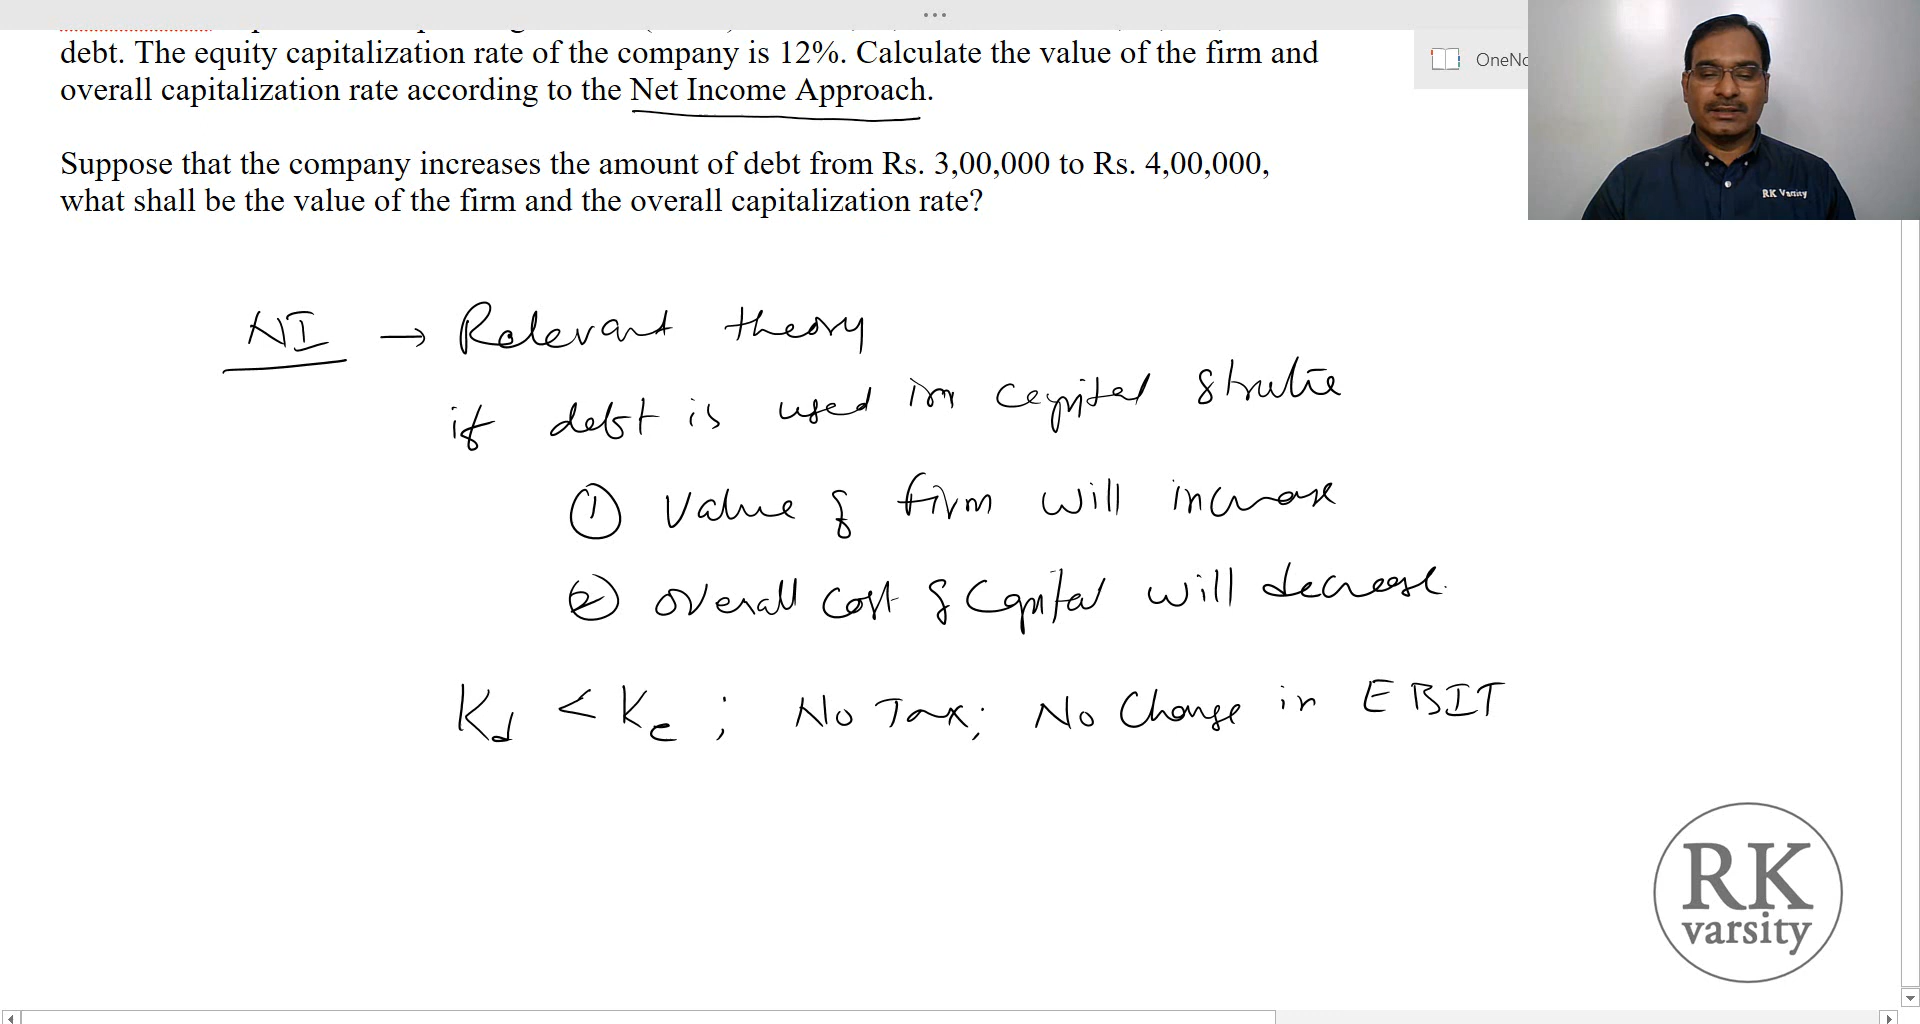 debt. The equity capitalization rate of the company is 12%. Calculate the value of the firm and
overall capitalization rate according to the Net Income Approach.
Suppose that the company increases the amount of debt from Rs. 3,00,000 to Rs. 4,00,000,
what shall be the value of the firm and the overall capitalization rate?
OneNo
RK Varsity
NI → Relevant theory
if debt is used in capital
① Value of firm will increase
② overall cost of capital will decrease.
Kd < Ke ; No Tax; No Change in EBIT
RK
varsity